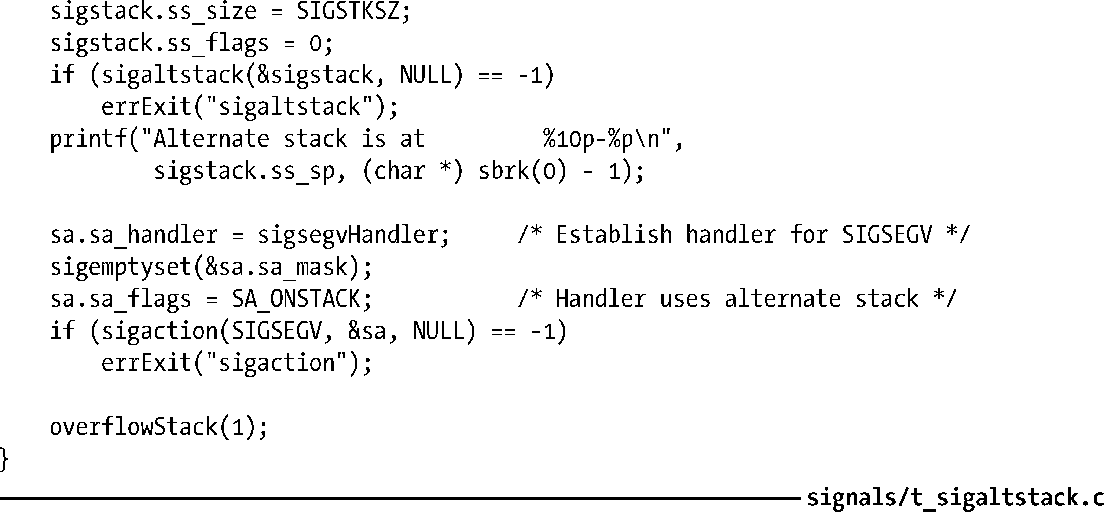 sigstack.ss_size = SIGSTKSZ;
sigstack.ss_flags = 0;
if (sigaltstack(&sigstack, NULL) == -1)
errExit("sigaltstack");
printf("Alternate stack is at        %10p-%p\n",
sigstack.ss_sp, (char *) sbrk(0) - 1);
sa.sa_handler = sigsegvHandler;     /* Establish handler for SIGSEGV */
sigemptyset(&sa.sa_mask);
sa.sa_flags = SA_ONSTACK;           /* Handler uses alternate stack */
if (sigaction(SIGSEGV, &sa, NULL) == -1)
errExit("sigaction");
overflowStack(1);
}
signals/t_sigaltstack.c